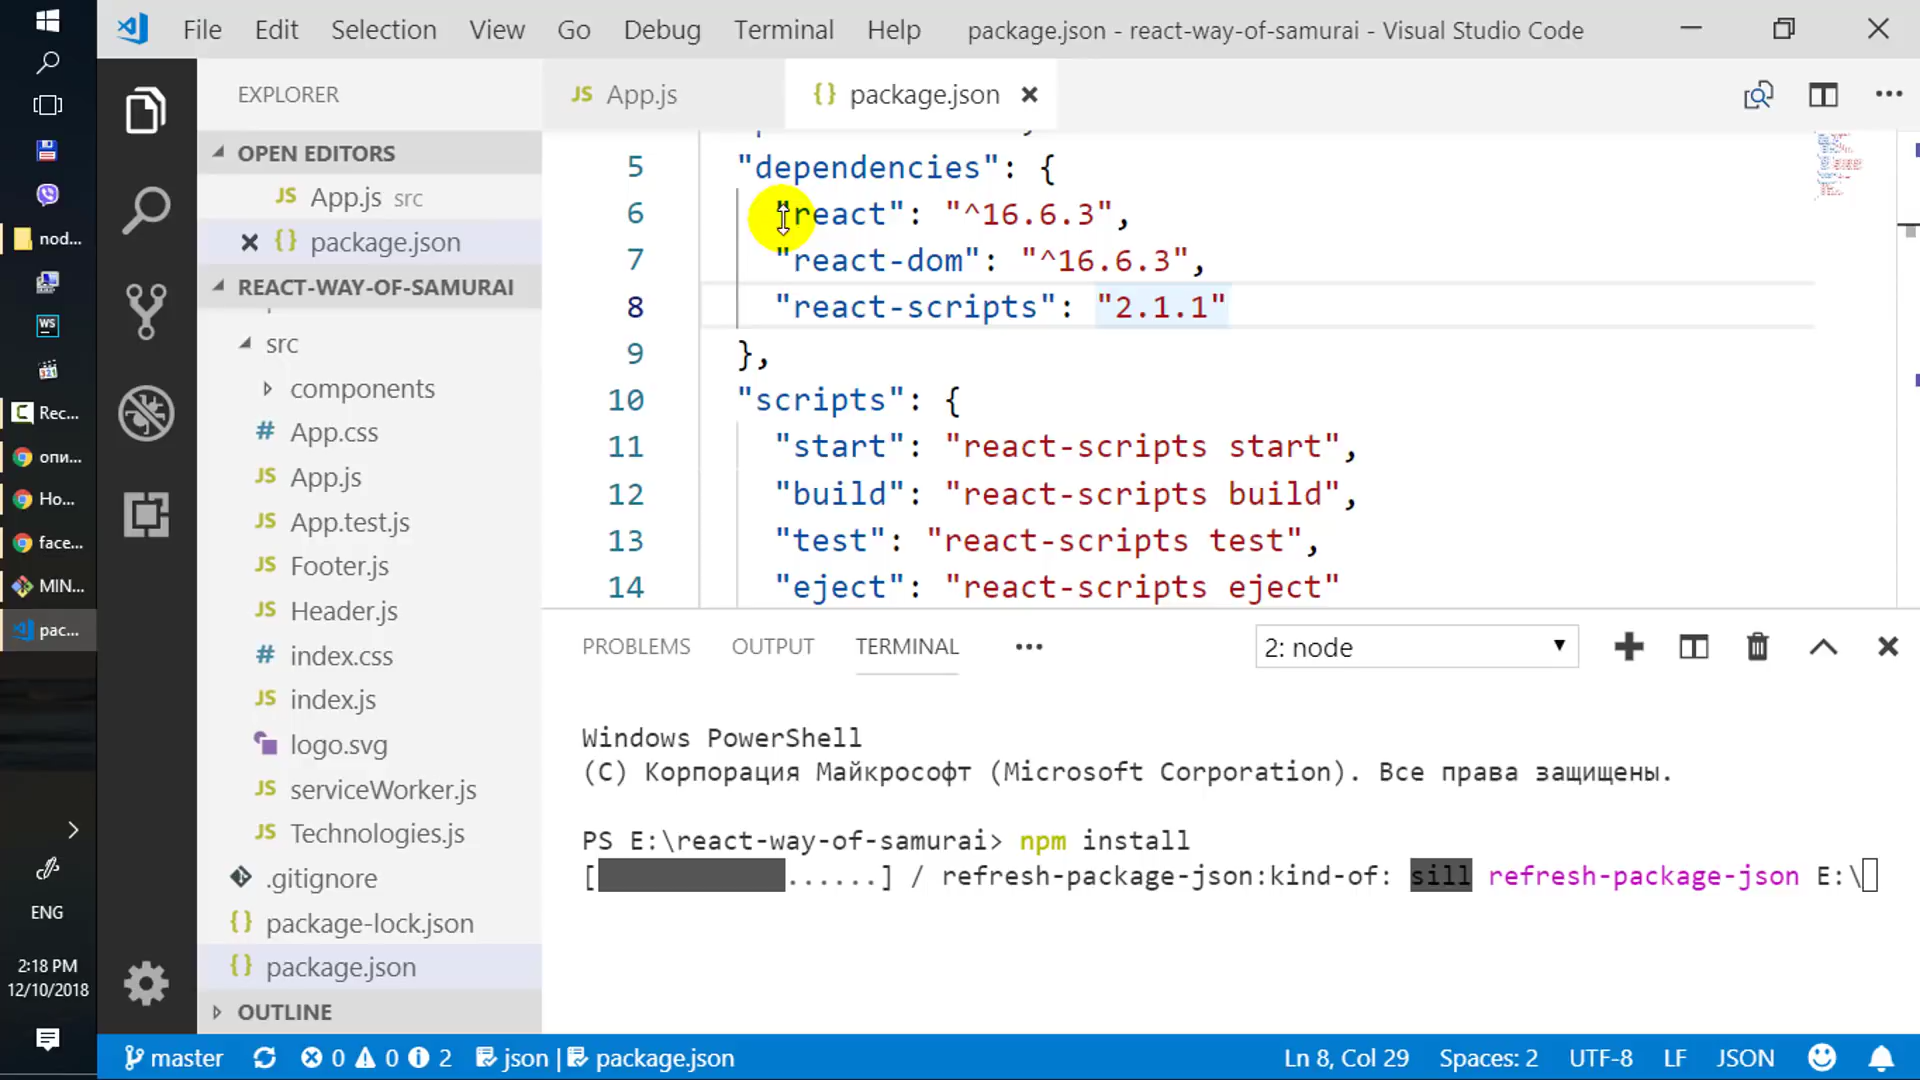 File Edit Selection View Go Debug Terminal Help package.json - react-way-of-samurai - Visual Studio Code
EXPLORER
JS App.js
{} package.json
OPEN EDITORS
JS App.js src
{} package.json
REACT-WAY-OF-SAMURAI
src
components
# App.css
JS App.js
JS App.test.js
JS Footer.js
JS Header.js
# index.css
JS index.js
logo.svg
JS serviceWorker.js
JS Technologies.js
.gitignore
{} package-lock.json
{} package.json
OUTLINE
5 "dependencies": {
6 "react": "^16.6.3",
7 "react-dom": "^16.6.3",
8 "react-scripts": "2.1.1"
9 },
10 "scripts": {
11 "start": "react-scripts start",
12 "build": "react-scripts build",
13 "test": "react-scripts test",
14 "eject": "react-scripts eject"
PROBLEMS OUTPUT TERMINAL ••• 2: node
Windows PowerShell
(C) Корпорация Майкрософт (Microsoft Corporation). Все права защищены.
PS E:\react-way-of-samurai> npm install
[ ......] / refresh-package-json:kind-of: sill refresh-package-json E:\
master 0 0 2 json | package.json Ln 8, Col 29 Spaces: 2 UTF-8 LF JSON
nod...
WS
321
C Rec...
опи...
Но...
face...
MIN...
pac...
ENG
2:18 PM
12/10/2018